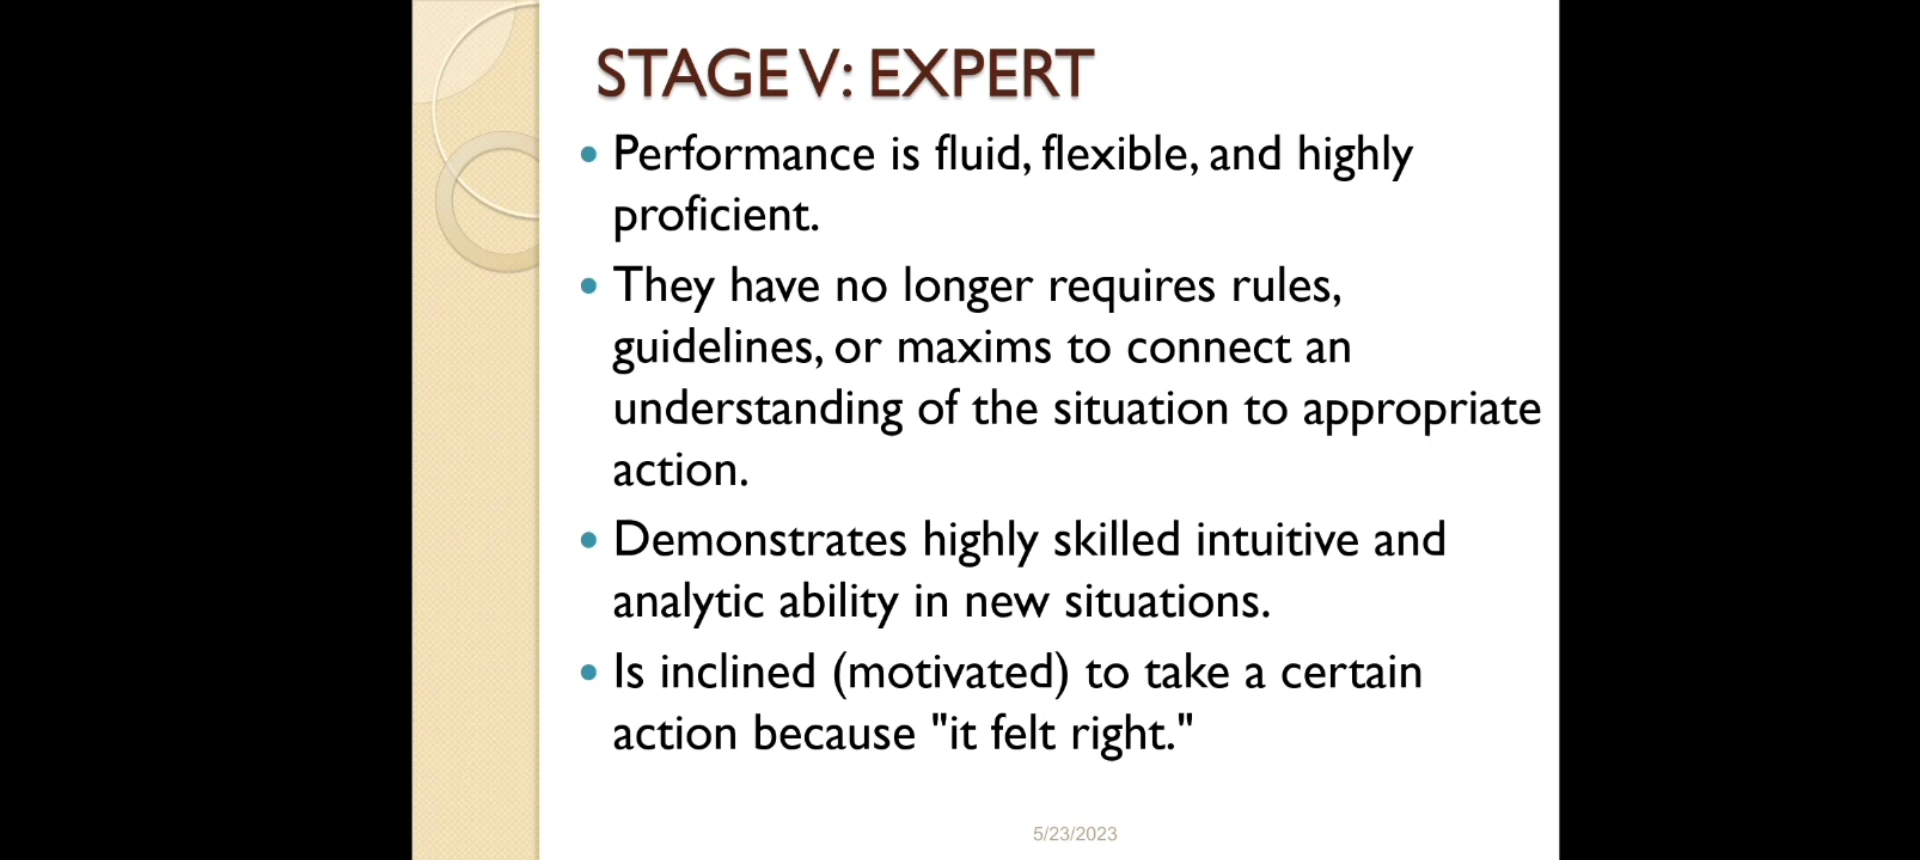 STAGE V: EXPERT
• Performance is fluid, flexible, and highly
proficient.
• They have no longer requires rules,
guidelines, or maxims to connect an
understanding of the situation to appropriate
action.
• Demonstrates highly skilled intuitive and
analytic ability in new situations.
• Is inclined (motivated) to take a certain
action because "it felt right."
5/23/2023